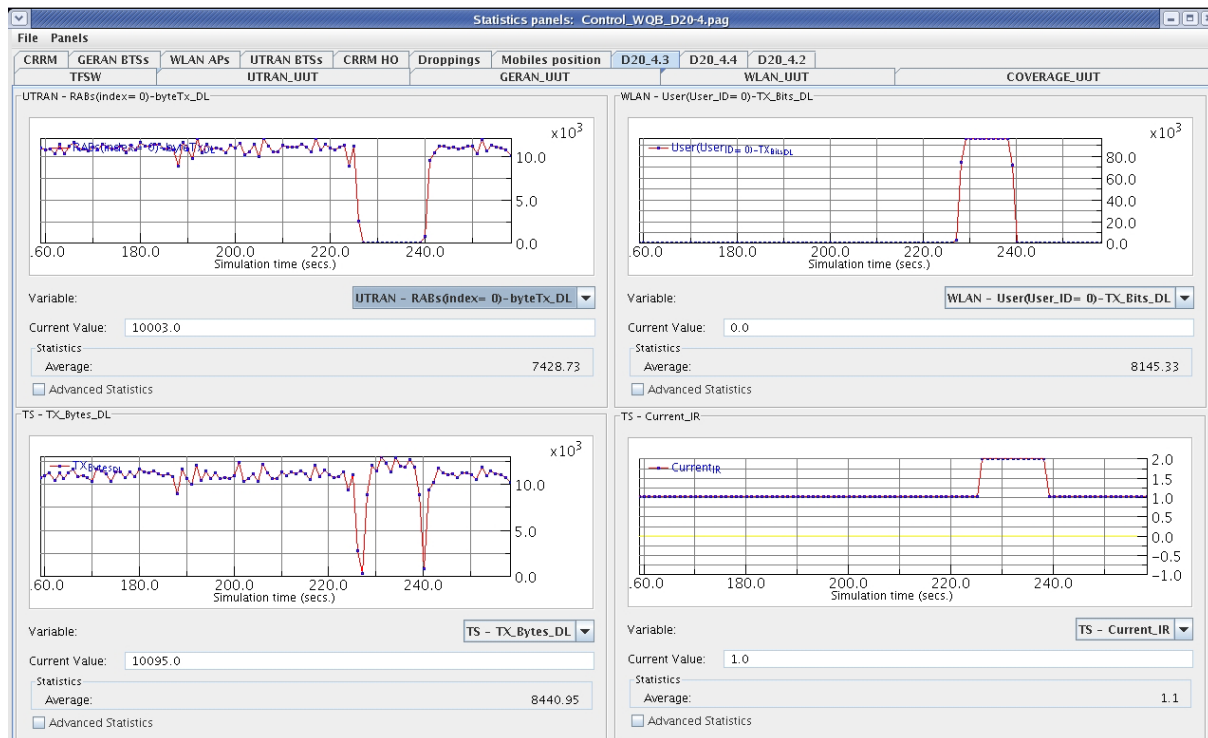 Statistics panels: Control_WQB_D20-4.pag
File Panels
CRRM GERAN BTSs WLAN APs UTRAN BTSs CRRM HO Droppings Mobiles position D20_4.3 D20_4.4 D20_4.2
TFSW UTRAN_UUT GERAN_UUT WLAN_UUT COVERAGE_UUT
UTRAN - RABs(index= 0)-byteTx_DL
x10³
RABs(index= 0)-byteTxDL
10.0
5.0
0.0
.60.0 180.0 200.0 220.0 240.0
Simulation time (secs.)
Variable: UTRAN - RABs(index= 0)-byteTx_DL
Current Value: 10003.0
Statistics
Average: 7428.73
Advanced Statistics
WLAN - User(User_ID= 0)-TX_Bits_DL
x10³
User(UserID= 0)-TXBitsDL
80.0
60.0
40.0
20.0
0.0
.60.0 180.0 200.0 220.0 240.0
Simulation time (secs.)
Variable: WLAN - User(User_ID= 0)-TX_Bits_DL
Current Value: 0.0
Statistics
Average: 8145.33
Advanced Statistics
TS - TX_Bytes_DL
x10³
TXBytesDL
10.0
5.0
0.0
.60.0 180.0 200.0 220.0 240.0
Simulation time (secs.)
Variable: TS - TX_Bytes_DL
Current Value: 10095.0
Statistics
Average: 8440.95
Advanced Statistics
TS - Current_IR
CurrentIR
2.0
1.5
1.0
0.5
0.0
-0.5
-1.0
.60.0 180.0 200.0 220.0 240.0
Simulation time (secs.)
Variable: TS - Current_IR
Current Value: 1.0
Statistics
Average: 1.1
Advanced Statistics